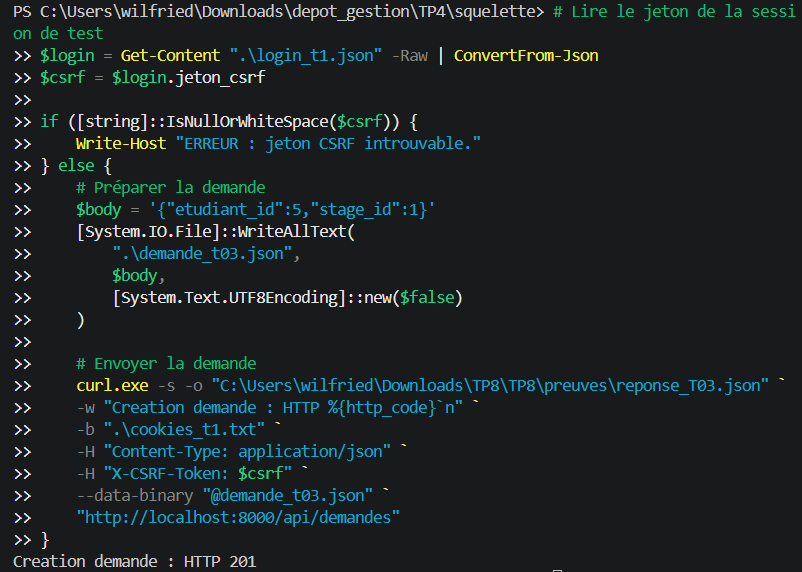 PS C:\Users\wilfried\Downloads\depot_gestion\TP4\squelette> # Lire le jeton de la sessi
on de test
>> $login = Get-Content ".\login_t1.json" -Raw | ConvertFrom-Json
>> $csrf = $login.jeton_csrf
>>
>> if ([string]::IsNullOrWhiteSpace($csrf)) {
>>     Write-Host "ERREUR : jeton CSRF introuvable."
>> } else {
>>     # Préparer la demande
>>     $body = '{"etudiant_id":5,"stage_id":1}'
>>     [System.IO.File]::WriteAllText(
>>         ".\demande_t03.json",
>>         $body,
>>         [System.Text.UTF8Encoding]::new($false)
>>     )
>>
>>     # Envoyer la demande
>>     curl.exe -s -o "C:\Users\wilfried\Downloads\TP8\TP8\preuves\reponse_T03.json" `
>>     -w "Creation demande : HTTP %{http_code}`n" `
>>     -b ".\cookies_t1.txt" `
>>     -H "Content-Type: application/json" `
>>     -H "X-CSRF-Token: $csrf" `
>>     --data-binary "@demande_t03.json" `
>>     "http://localhost:8000/api/demandes"
>> }
Creation demande : HTTP 201